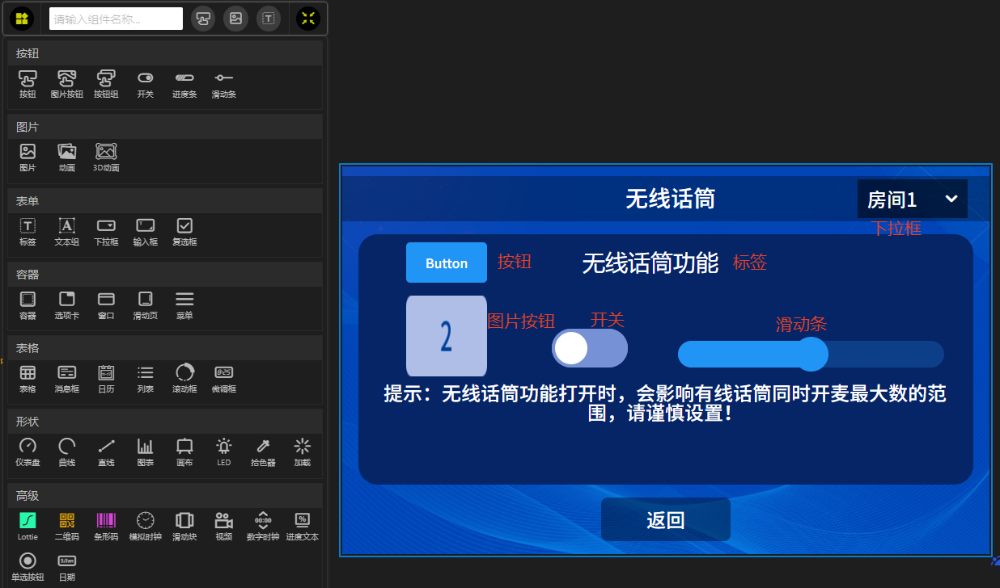 请输入组件名称...
T
按钮
按钮 图片按钮 按钮组 开关 进度条 滑动条
图片
图片 动画 3D动画
表单
T A T
标签 文本组 下拉框 输入框 复选框
容器
容器 选项卡 窗口 滑动页 菜单
表格
8:25
表格 消息框 日历 列表 滚动框 微调框
形状
仪表盘 曲线 直线 图表 画布 LED 拾色器 加载
高级
00:00 %
Lottie 二维码 条形码 模拟时钟 滑动块 视频 数字时钟 进度文本
5/Jan
单选按钮 日期
无线话筒
房间1
下拉框
Button 按钮 无线话筒功能 标签
2 图片按钮 开关 滑动条
提示：无线话筒功能打开时，会影响有线话筒同时开麦最大数的范
围，请谨慎设置！
返回